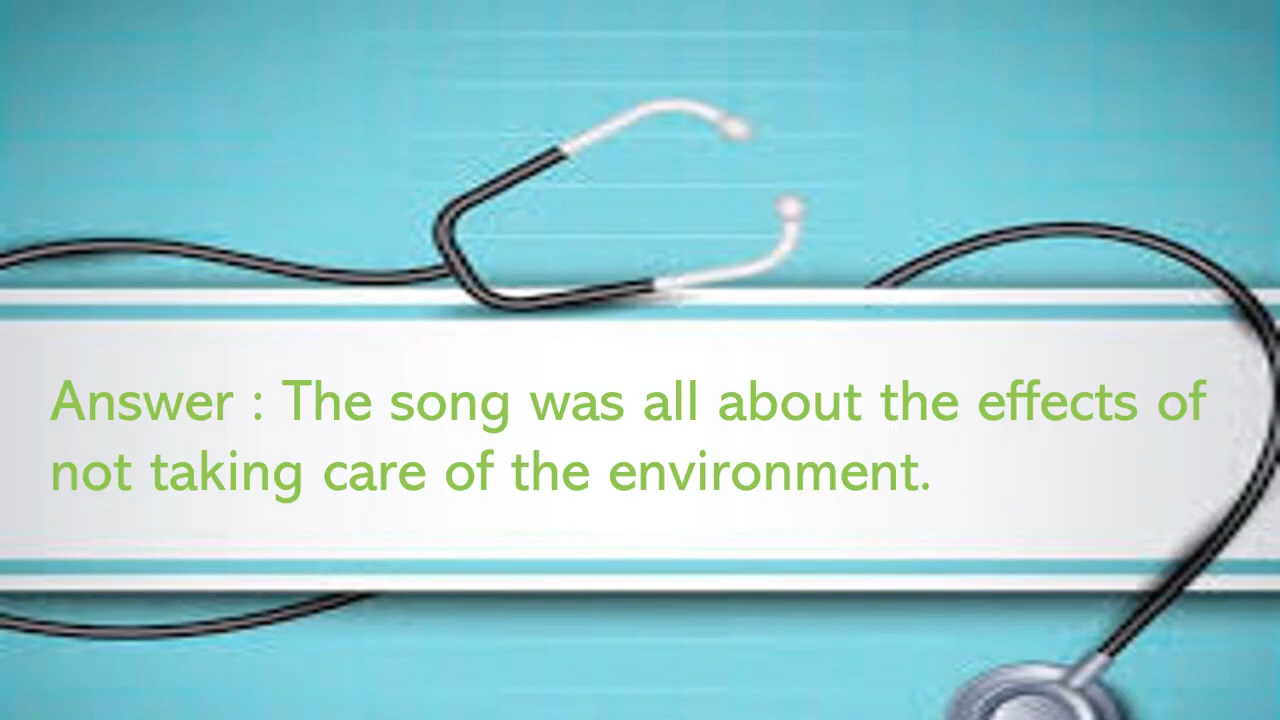 Answer : The song was all about the effects of
not taking care of the environment.